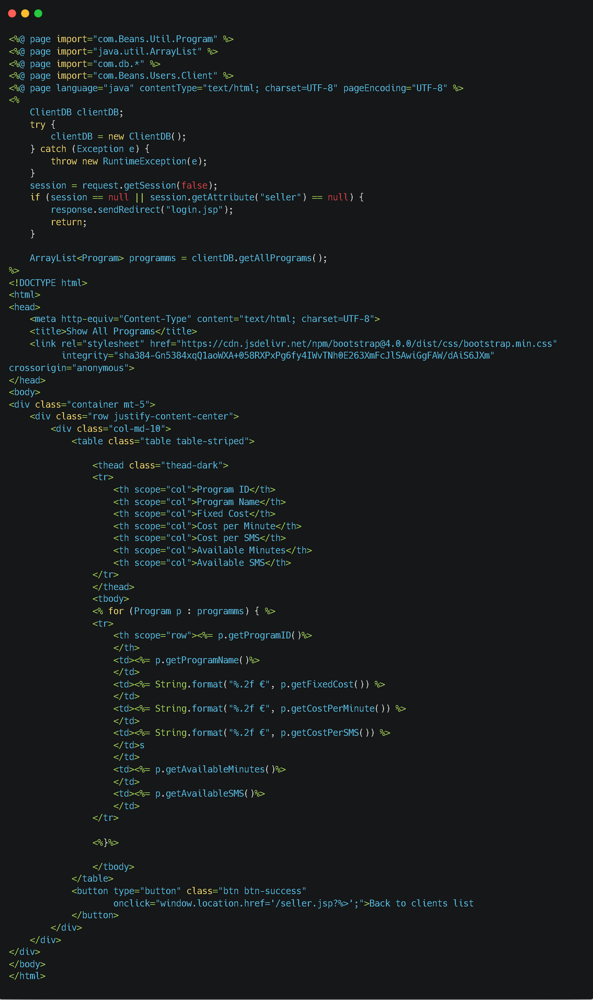 <%@ page import="com.Beans.Util.Program" %>
<%@ page import="java.util.ArrayList" %>
<%@ page import="com.db.*" %>
<%@ page import="com.Beans.Users.Client" %>
<%@ page language="java" contentType="text/html; charset=UTF-8" pageEncoding="UTF-8" %>
<%
    ClientDB clientDB;
    try {
        clientDB = new ClientDB();
    } catch (Exception e) {
        throw new RuntimeException(e);
    }
    session = request.getSession(false);
    if (session == null || session.getAttribute("seller") == null) {
        response.sendRedirect("login.jsp");
        return;
    }

    ArrayList<Program> programms = clientDB.getAllPrograms();
%>
<!DOCTYPE html>
<html>
<head>
    <meta http-equiv="Content-Type" content="text/html; charset=UTF-8">
    <title>Show All Programs</title>
    <link rel="stylesheet" href="https://cdn.jsdelivr.net/npm/bootstrap@4.0.0/dist/css/bootstrap.min.css"
          integrity="sha384-Gn5384xqQ1aoWXA+058RXPxPg6fy4IWvTNh0E263XmFcJlSAwiGgFAW/dAiS6JXm"
crossorigin="anonymous">
</head>
<body>
<div class="container mt-5">
    <div class="row justify-content-center">
        <div class="col-md-10">
            <table class="table table-striped">

                <thead class="thead-dark">
                <tr>
                    <th scope="col">Program ID</th>
                    <th scope="col">Program Name</th>
                    <th scope="col">Fixed Cost</th>
                    <th scope="col">Cost per Minute</th>
                    <th scope="col">Cost per SMS</th>
                    <th scope="col">Available Minutes</th>
                    <th scope="col">Available SMS</th>
                </tr>
                </thead>
                <tbody>
                <% for (Program p : programms) { %>
                <tr>
                    <th scope="row"><%= p.getProgramID()%>
                    </th>
                    <td><%= p.getProgramName()%>
                    </td>
                    <td><%= String.format("%.2f €", p.getFixedCost()) %>
                    </td>
                    <td><%= String.format("%.2f €", p.getCostPerMinute()) %>
                    </td>
                    <td><%= String.format("%.2f €", p.getCostPerSMS()) %>
                    </td>s
                    </td>
                    <td><%= p.getAvailableMinutes()%>
                    </td>
                    <td><%= p.getAvailableSMS()%>
                    </td>
                </tr>

                <%}%>

                </tbody>
            </table>
            <button type="button" class="btn btn-success"
                    onclick="window.location.href='/seller.jsp?%>';">Back to clients list
            </button>
        </div>
    </div>
</div>
</body>
</html>